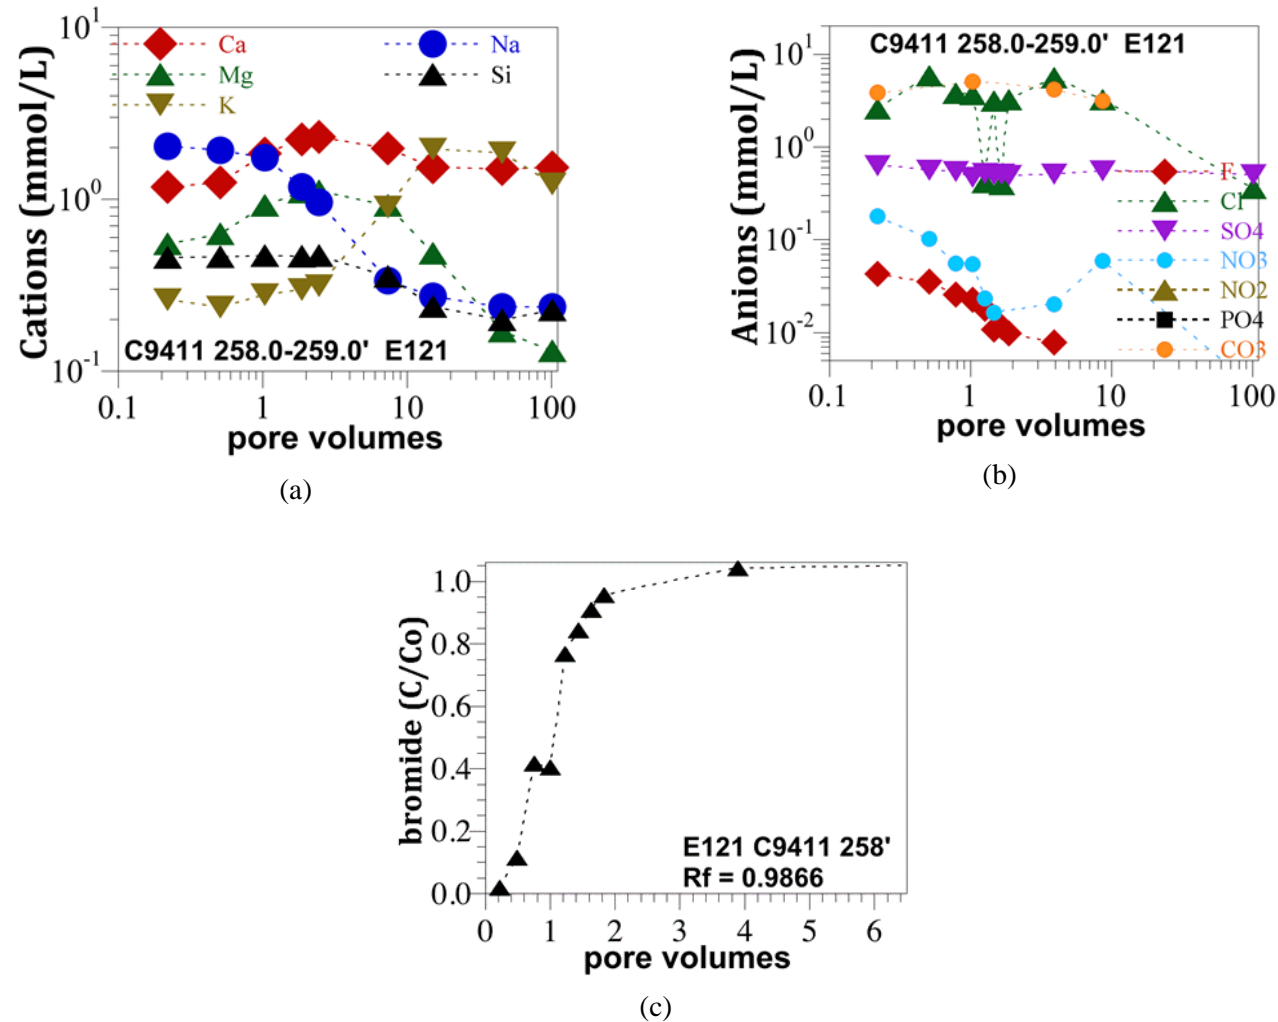 Cations (mmol/L)
10^1
10^0
10^-1
Ca
Mg
K
Na
Si
C9411 258.0-259.0'  E121
0.1
1
10
100
pore volumes
(a)
Anions (mmol/L)
10^1
10^0
10^-1
10^-2
C9411 258.0-259.0'  E121
F
Cl
SO4
NO3
NO2
PO4
CO3
0.1
1
10
100
pore volumes
(b)
bromide (C/Co)
1.0
0.8
0.6
0.4
0.2
0.0
E121 C9411 258'
Rf = 0.9866
0
1
2
3
4
5
6
pore volumes
(c)